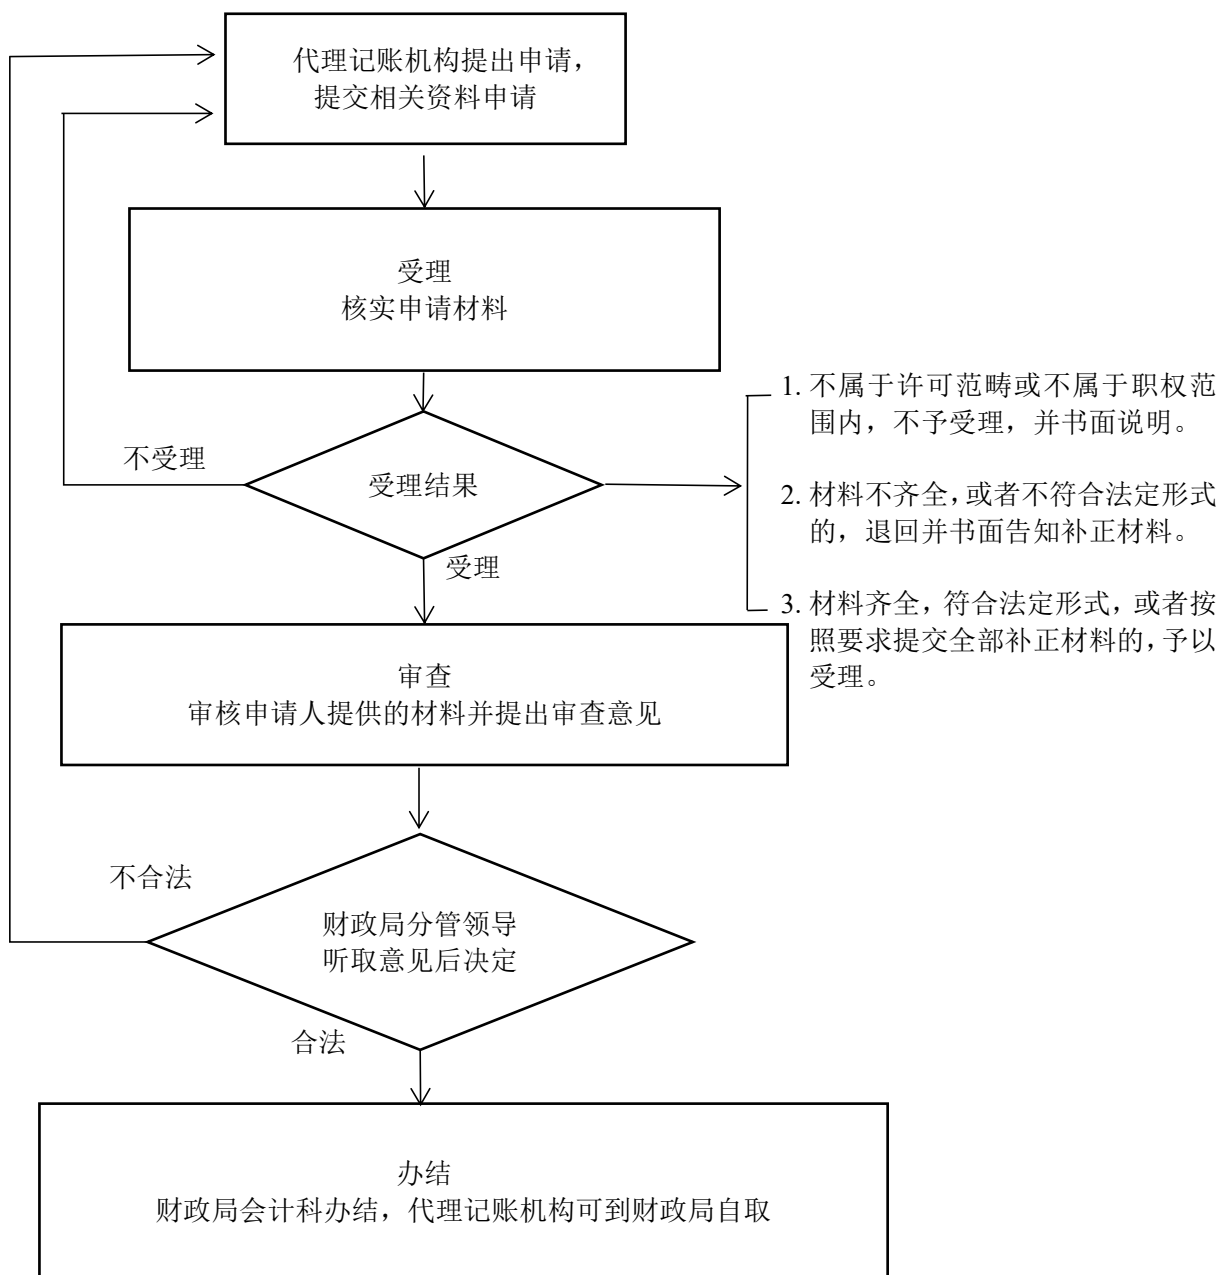 代理记账机构提出申请，
提交相关资料申请
受理
核实申请材料
不受理
受理结果
受理
1. 不属于许可范畴或不属于职权范
围内，不予受理，并书面说明。
2. 材料不齐全，或者不符合法定形式
的，退回并书面告知补正材料。
3. 材料齐全，符合法定形式，或者按
照要求提交全部补正材料的，予以
受理。
审查
审核申请人提供的材料并提出审查意见
不合法
财政局分管领导
听取意见后决定
合法
办结
财政局会计科办结，代理记账机构可到财政局自取